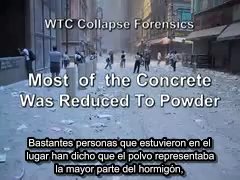 WTC Collapse Forensics
Most of the Concrete
Was Reduced To Powder
Bastantes personas que estuvieron en el
lugar han dicho que el polvo representaba
la mayor parte del hormigón,